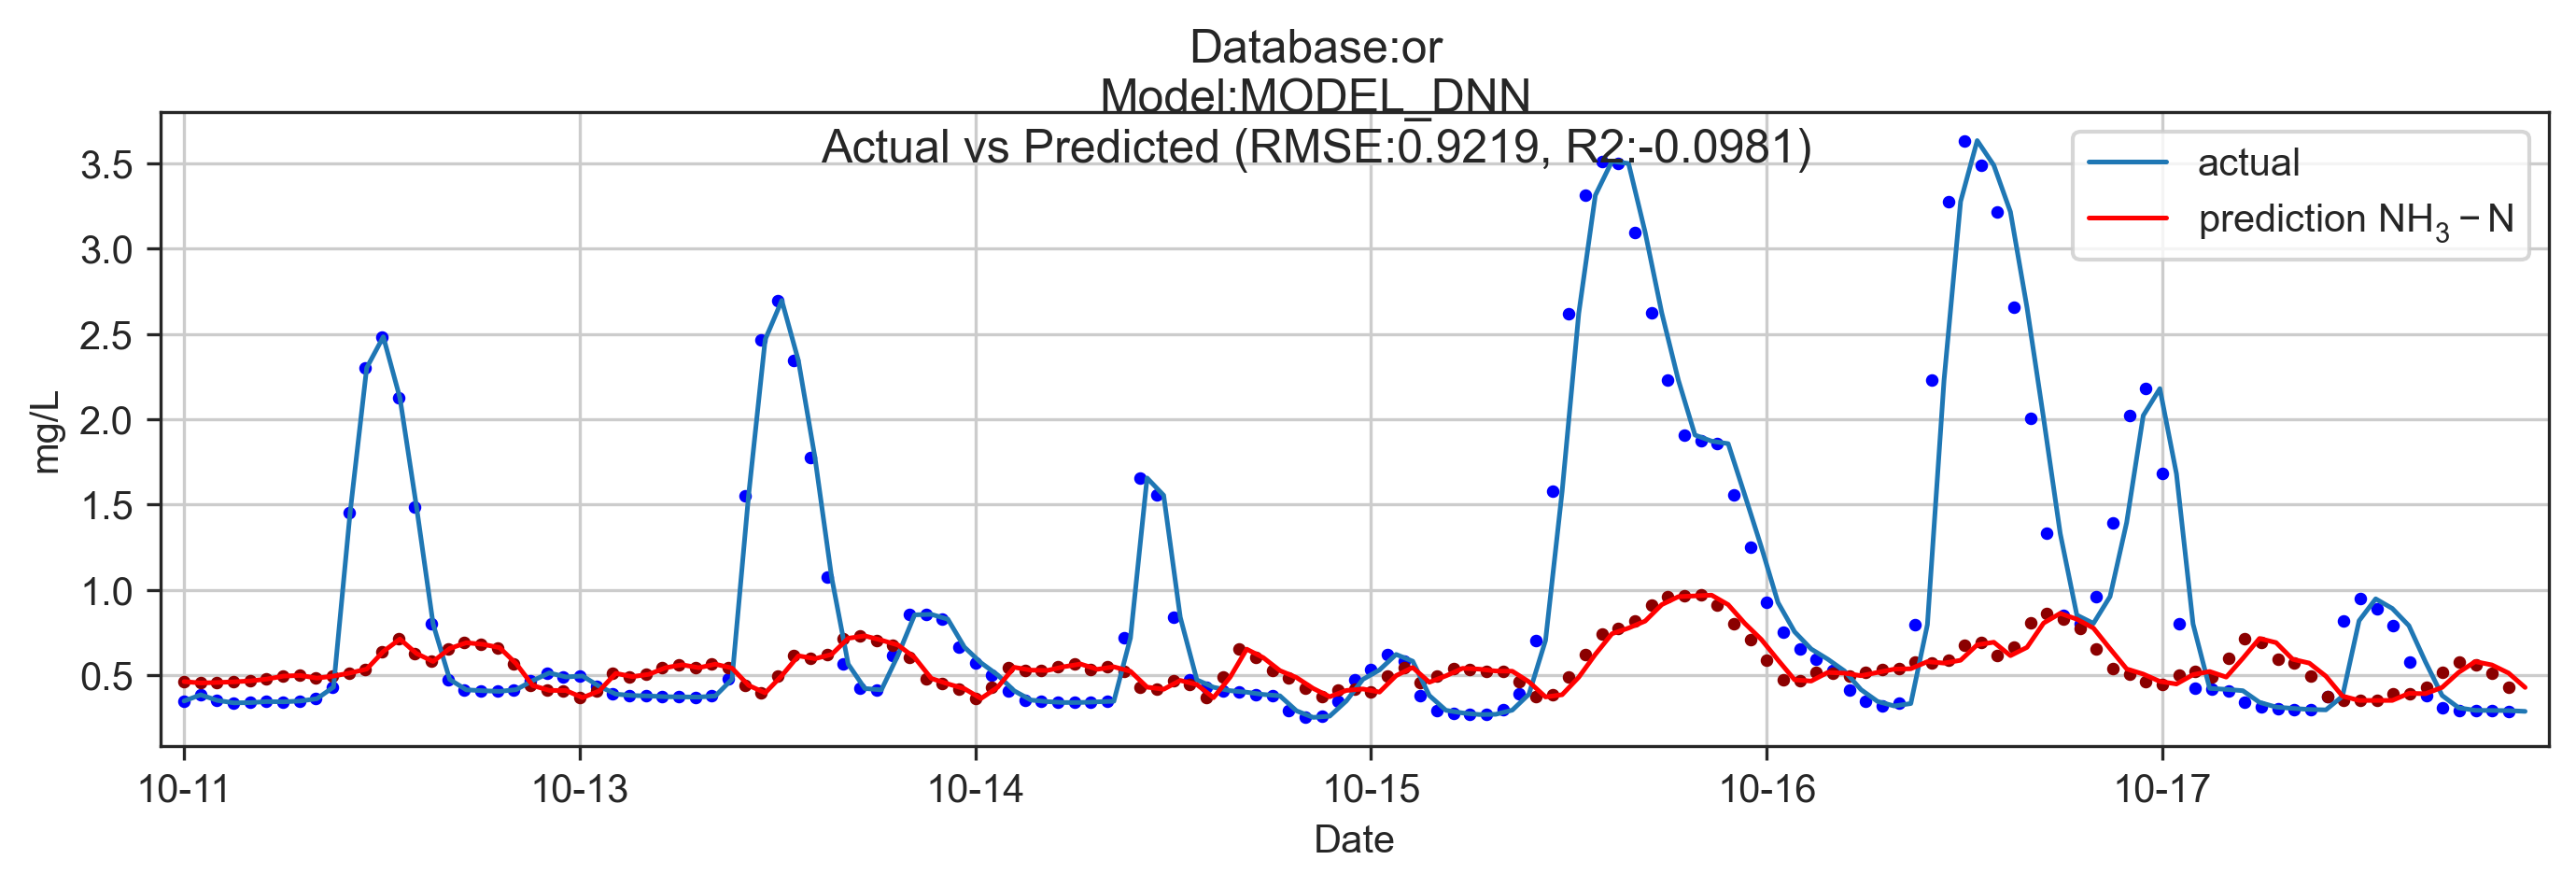 Database:or
Model:MODEL_DNN
Actual vs Predicted (RMSE:0.9219, R2:-0.0981)
actual
prediction NH₃ − N
3.5
3.0
2.5
2.0
1.5
1.0
0.5
mg/L
10-11 10-13 10-14 10-15 10-16 10-17
Date